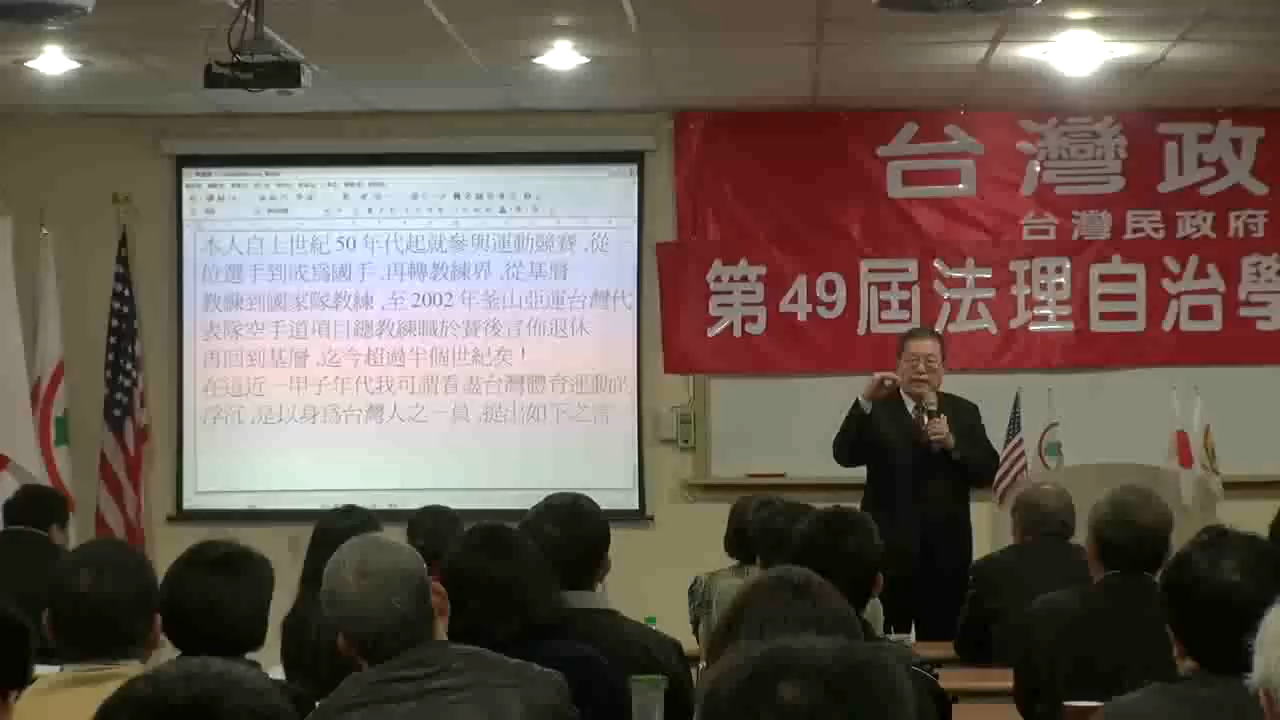 本人自上世紀50年代起就參與運動競賽,從
位選手到成爲國手,再轉教練界,從基層
教練到國家隊教練,至2002年釜山亞運台灣代
表隊空手道項目總教練職於賽後宣佈退休
再回到基層,迄今超過半個世紀矣!
在這近一甲子年代我可謂看盡台灣體育運動的
浮沉,是以身爲台灣人之一員,提出如下之言
台灣政
台灣民政府
第49屆法理自治學